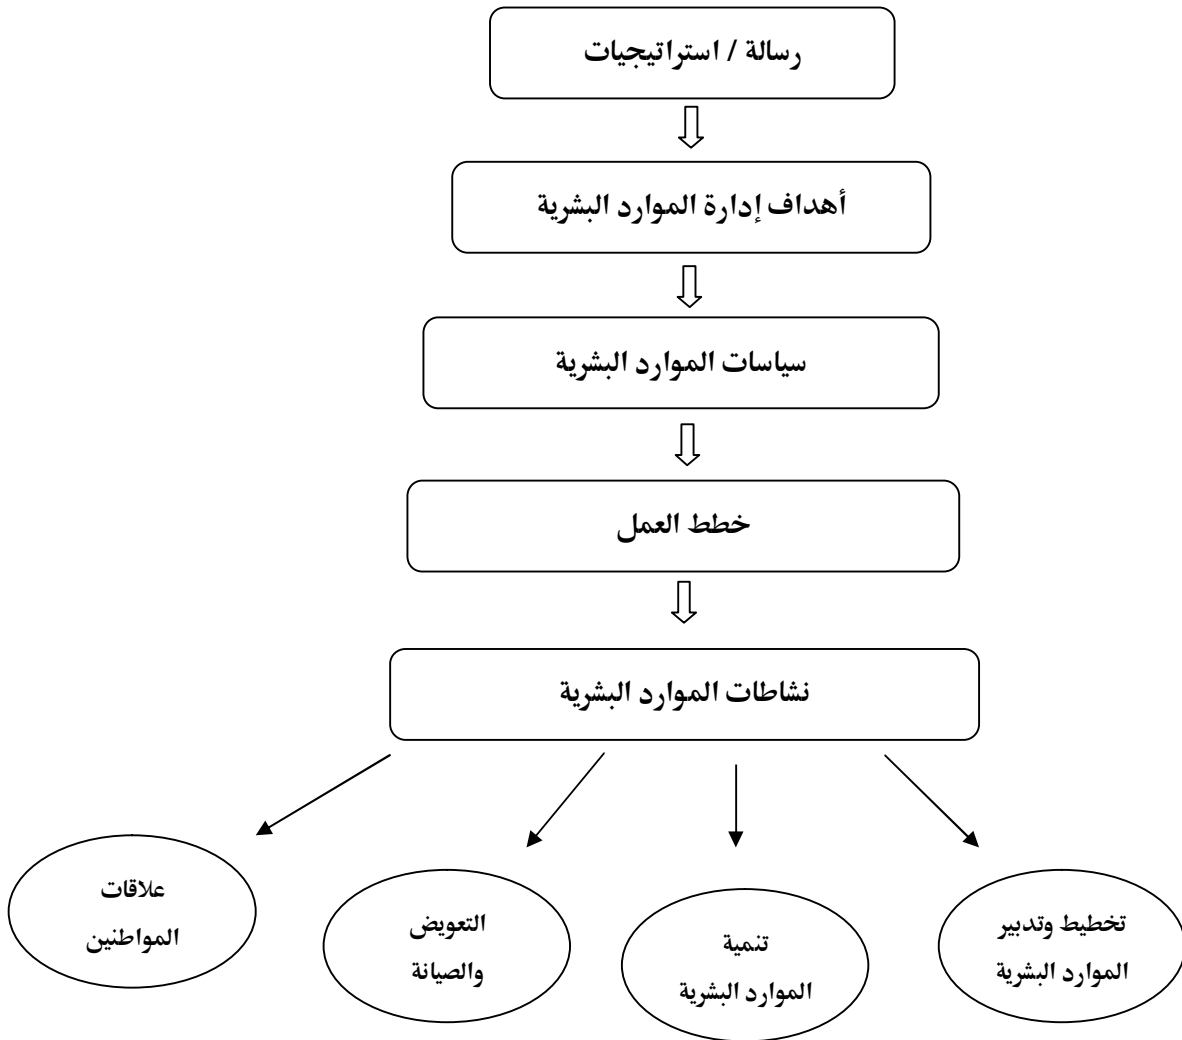 رسالة / استراتيجيات
أهداف إدارة الموارد البشرية
سياسات الموارد البشرية
خطط العمل
نشاطات الموارد البشرية
تخطيط وتدبير
الموارد البشرية
تنمية
الموارد البشرية
التعويض
والصيانة
علاقات
المواطنين